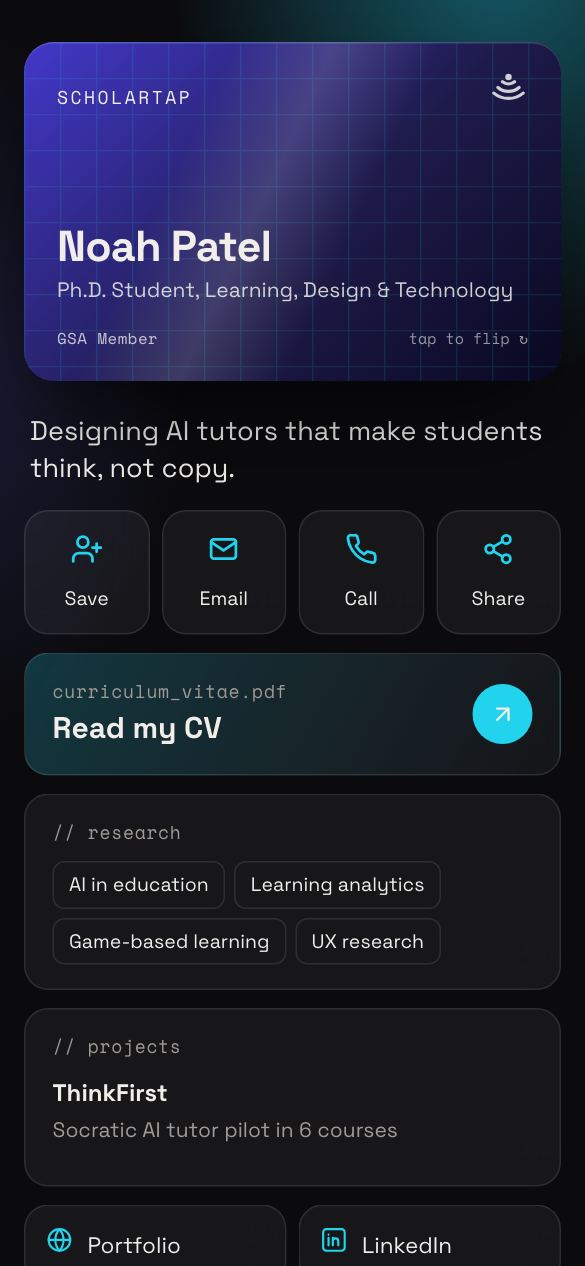 SCHOLARTAP
Noah Patel
Ph.D. Student, Learning, Design & Technology
GSA Member
tap to flip ↻
Designing AI tutors that make students
think, not copy.
Save
Email
Call
Share
curriculum_vitae.pdf
Read my CV
// research
AI in education
Learning analytics
Game-based learning
UX research
// projects
ThinkFirst
Socratic AI tutor pilot in 6 courses
Portfolio
in
LinkedIn